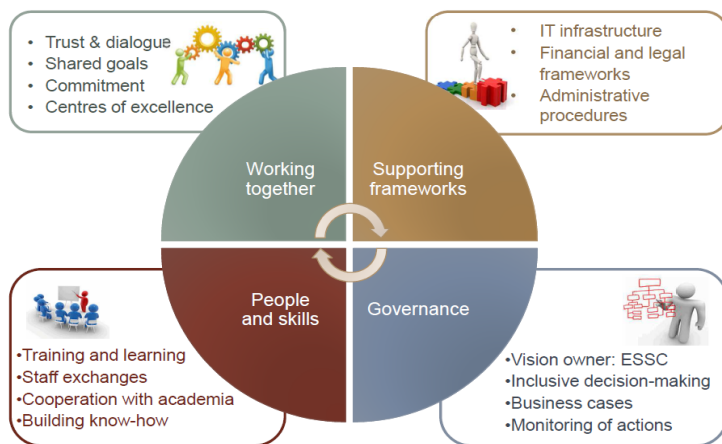 • Trust & dialogue
• Shared goals
• Commitment
• Centres of excellence
• IT infrastructure
• Financial and legal
frameworks
• Administrative
procedures
Working
together
Supporting
frameworks
People
and skills
Governance
•Training and learning
•Staff exchanges
•Cooperation with academia
•Building know-how
•Vision owner: ESSC
•Inclusive decision-making
•Business cases
•Monitoring of actions